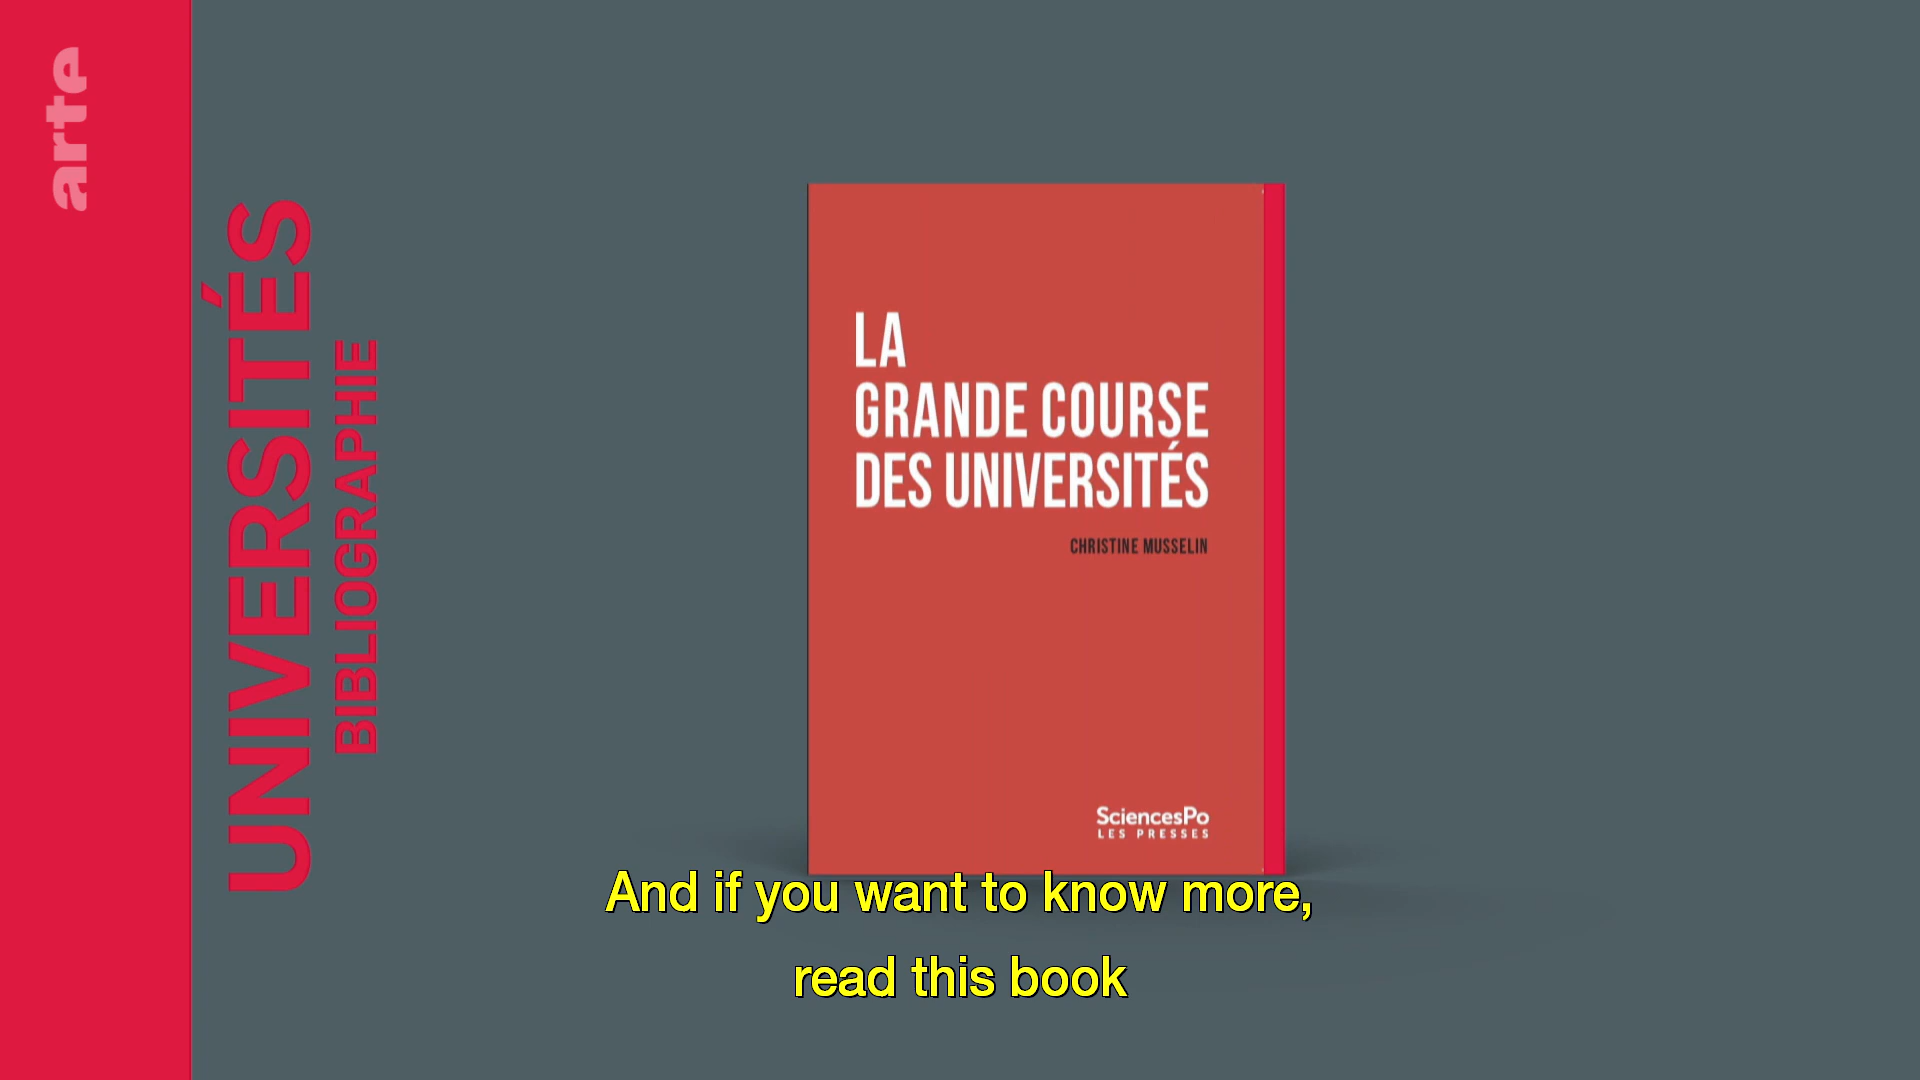 arte
UNIVERSITÉS
BIBLIOGRAPHIE
LA
GRANDE COURSE
DES UNIVERSITÉS
CHRISTINE MUSSELIN
SciencesPo
LES PRESSES
And if you want to know more,
read this book